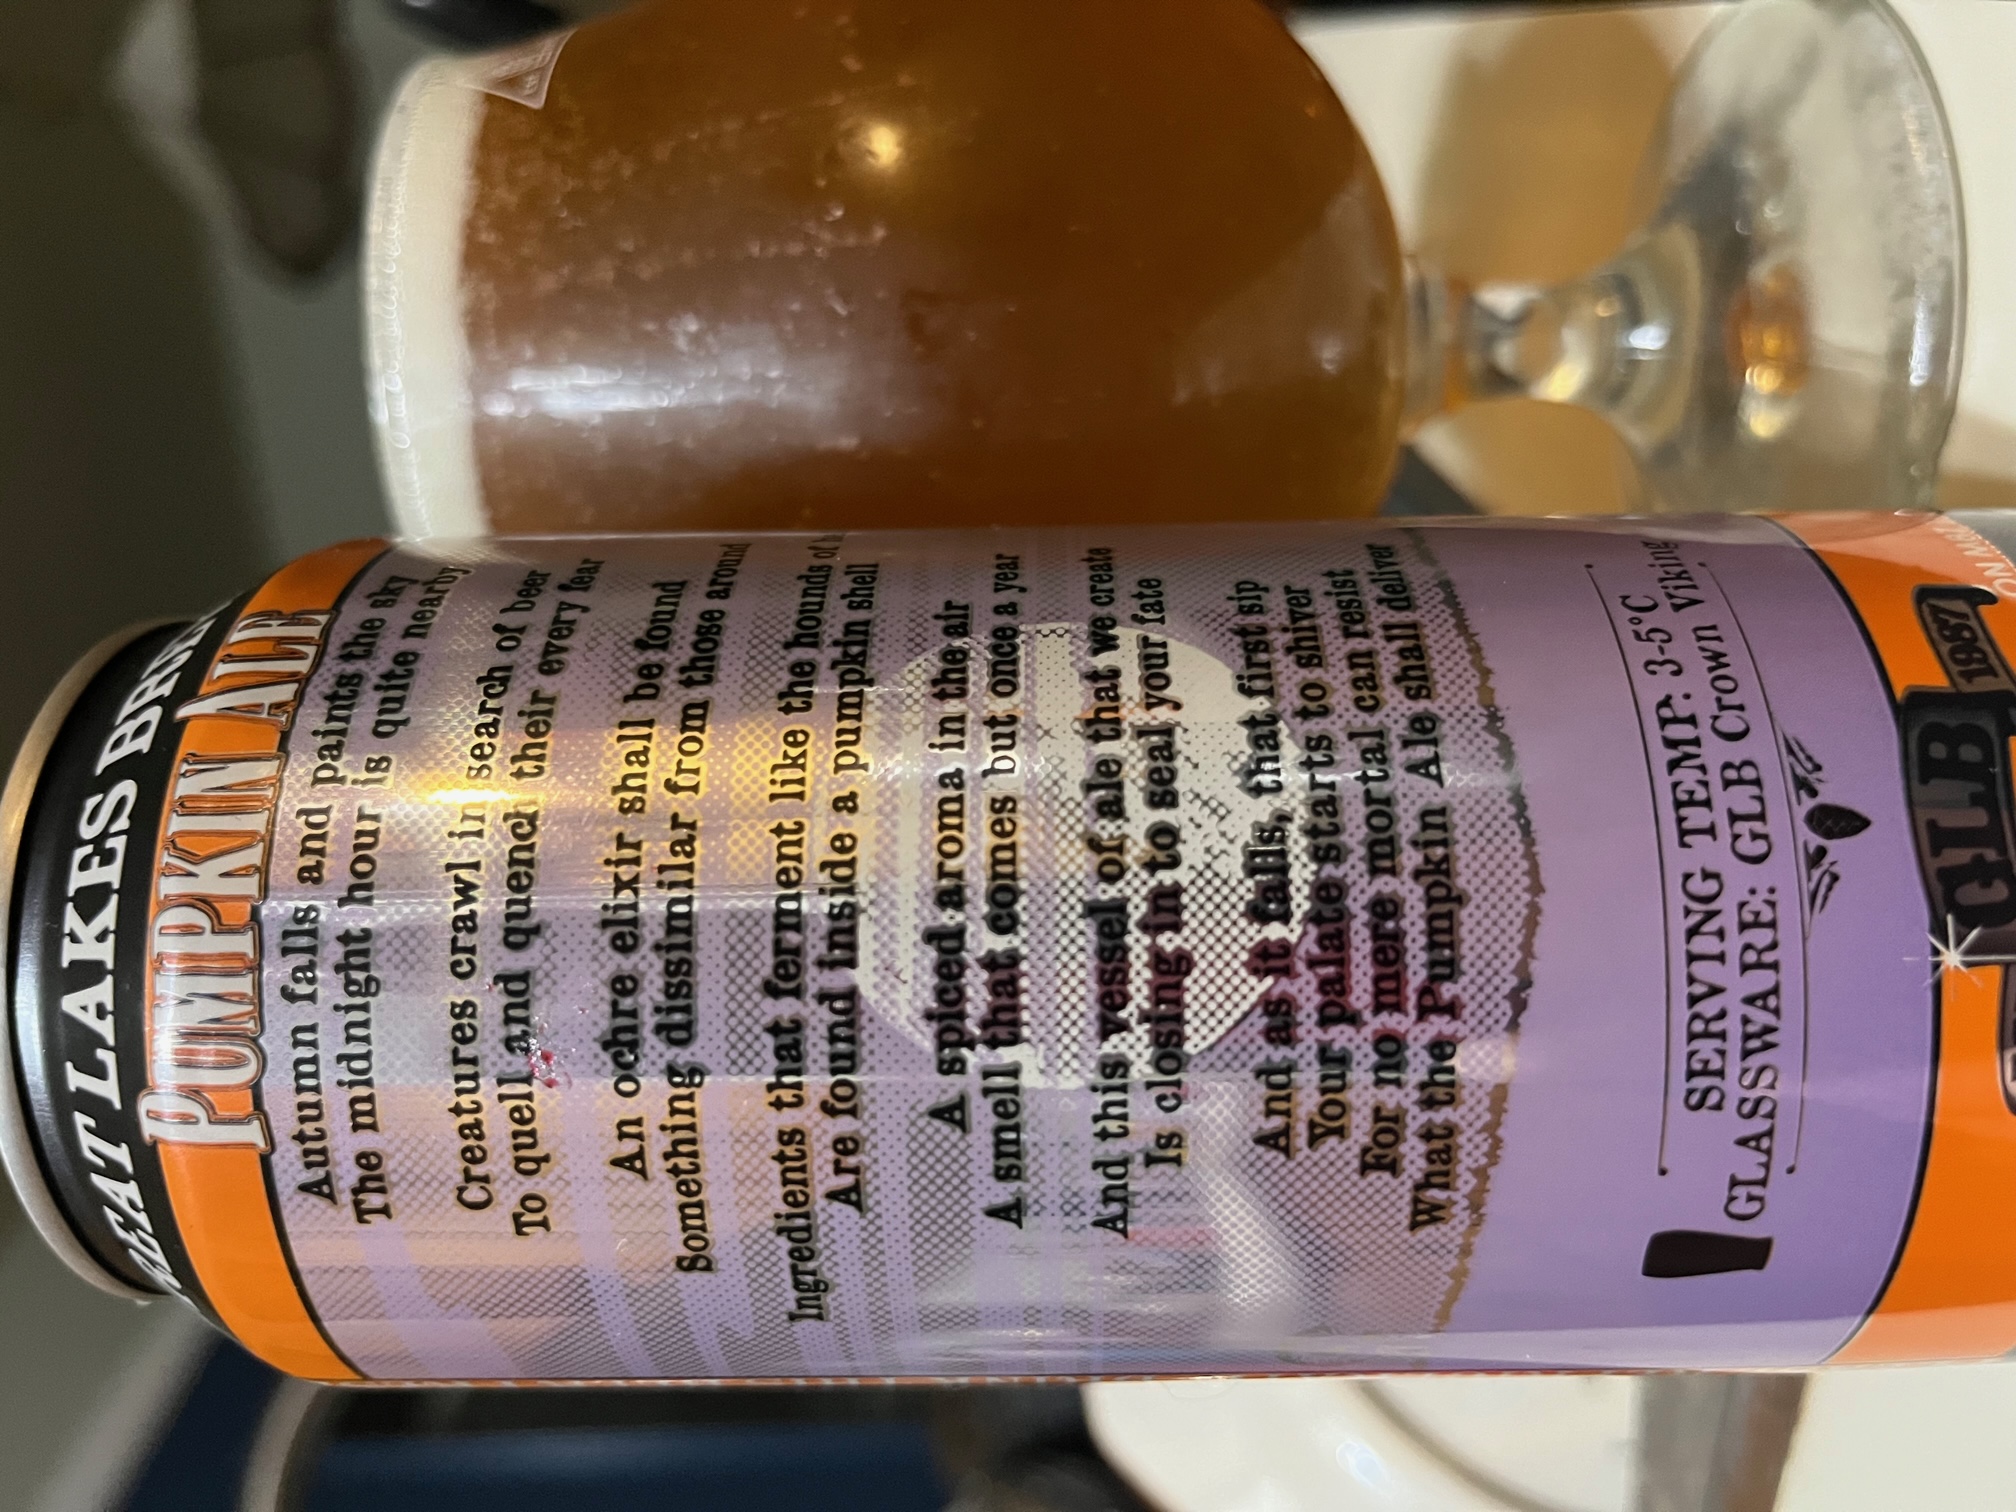 GREAT LAKES BREW
PUMPKIN ALE
Autumn falls and paints the sky
The midnight hour is quite nearby
Creatures crawl in search of beer
To quell and quench their every fear
An ochre elixir shall be found
Something dissimilar from those around
Ingredients that ferment like the hounds of
Are found inside a pumpkin shell
A spiced aroma in the air
A smell that comes but once a year
And this vessel of ale that we create
Is closing in to seal your fate
And as it falls, that first sip
Your palate starts to shiver
For no mere mortal can resist
What the Pumpkin Ale shall deliver
SERVING TEMP: 3-5°C
GLASSWARE: GLB Crown Viking
GLB
1987